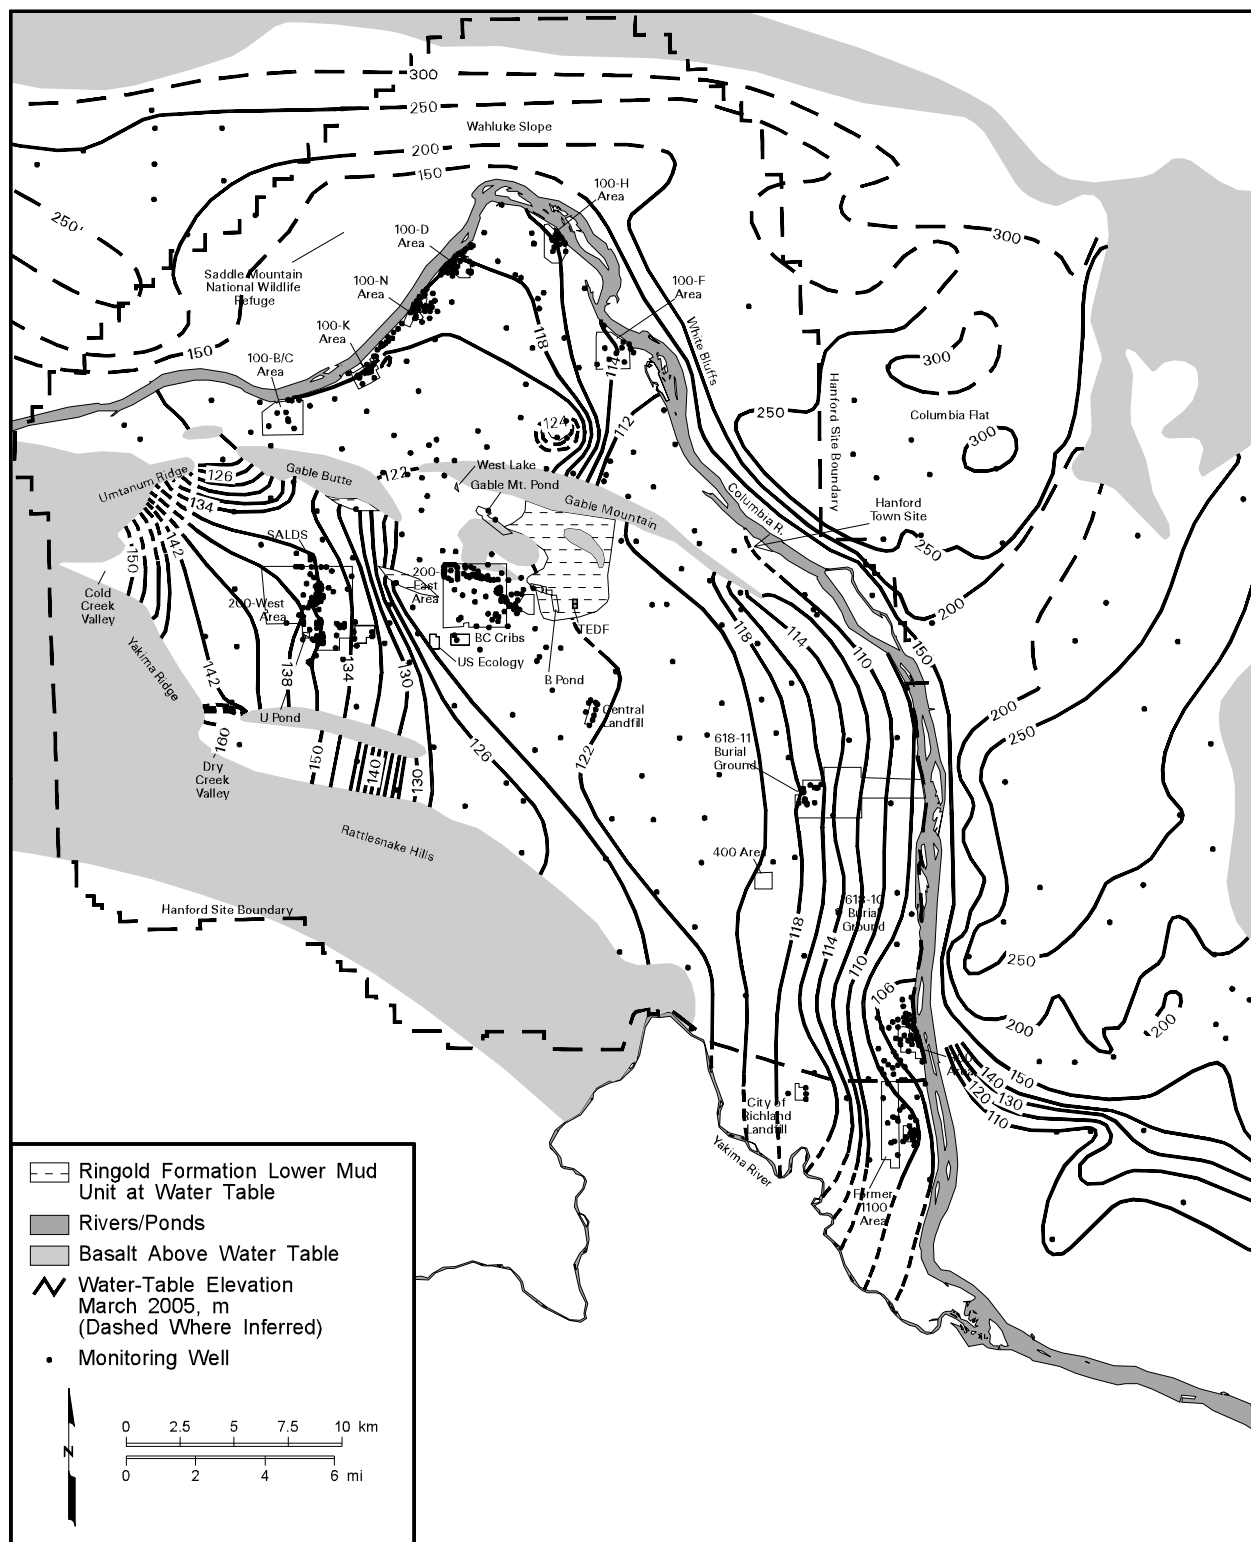 300
250
Wahluke Slope
200
150
100-H
Area
250'
100-D
Area
300
Saddle Mountain
National Wildlife
Refuge
100-N
Area
100-F
Area
100-K
Area
118
White Bluffs
150
100-B/C
Area
114
300
Hanford Site Boundary
250
Columbia Flat
124
112
300
Umtanum Ridge
126
Gable Butte
122
West Lake
Gable Mt. Pond
Gable Mountain
Columbia R.
Hanford
Town Site
134
SALDS
142
150
250
Cold
Creek
Valley
200-West
Area
East
Area
200
TEDF
BC Cribs
US Ecology
118
114
110
150
Yakima Ridge
142
138
134
130
B Pond
U Pond
Central
Landfill
200
250
160
Dry
Creek
Valley
150
140
130
126
122
618-11
Burial
Ground
Rattlesnake Hills
400 Area
Hanford Site Boundary
618-10
Burial
Ground
118
114
110
250
106
200
200
Area
150
140
130
120
110
City of
Richland
Landfill
Yakima River
Former
1100
Area
Ringold Formation Lower Mud
Unit at Water Table
Rivers/Ponds
Basalt Above Water Table
Water-Table Elevation
March 2005, m
(Dashed Where Inferred)
Monitoring Well
N
0 2.5 5 7.5 10 km
0 2 4 6 mi